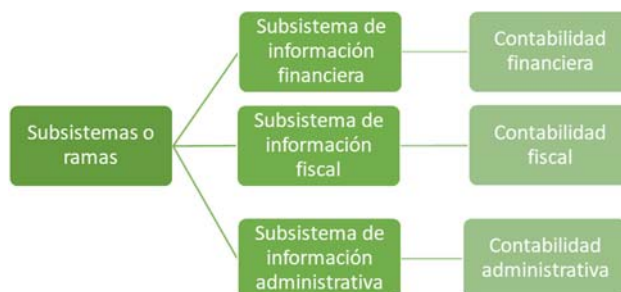 Subsistemas o
ramas
Subsistema de
información
financiera
Contabilidad
financiera
Subsistema de
información
fiscal
Contabilidad
fiscal
Subsistema de
información
administrativa
Contabilidad
administrativa